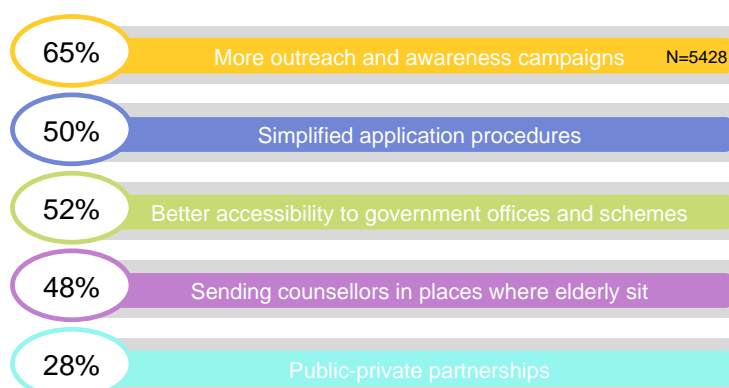 65% More outreach and awareness campaigns N=5428
50% Simplified application procedures
52% Better accessibility to government offices and schemes
48% Sending counsellors in places where elderly sit
28% Public-private partnerships